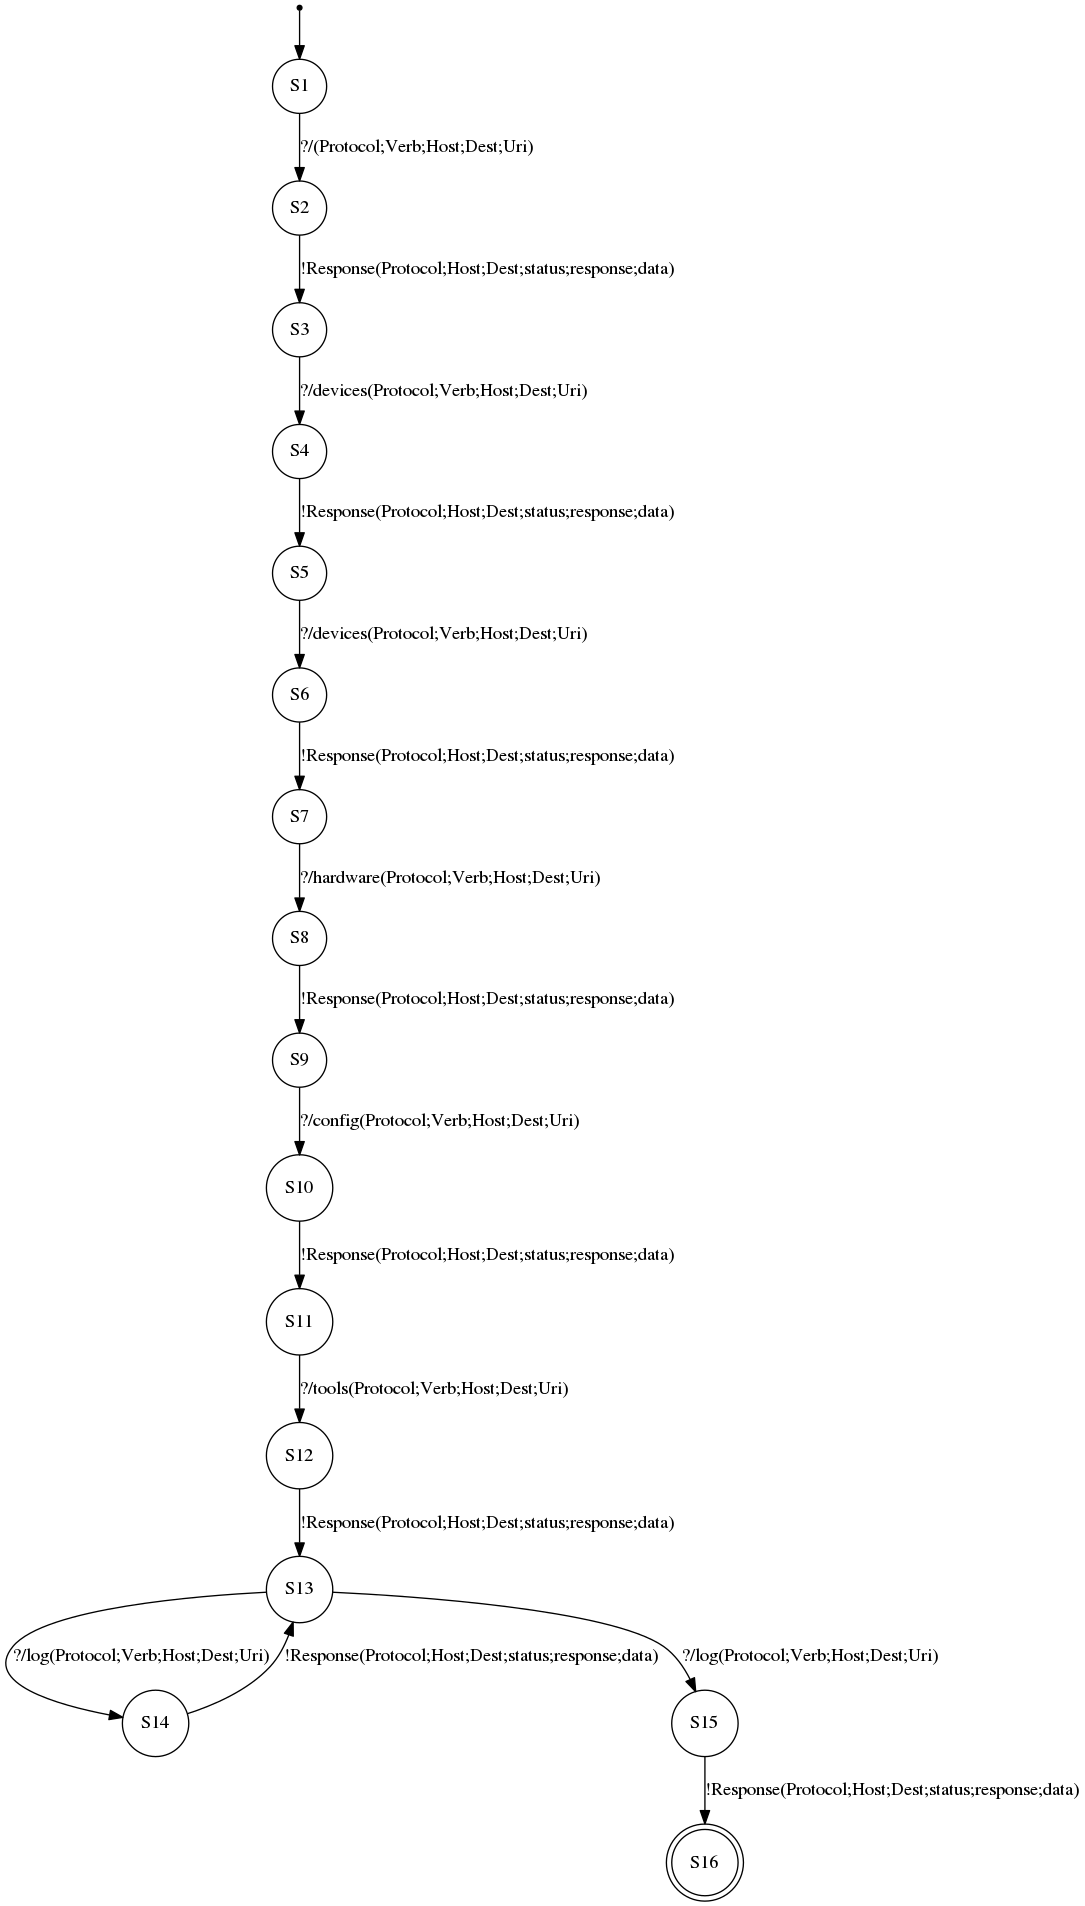 S1
?/(Protocol;Verb;Host;Dest;Uri)
S2
!Response(Protocol;Host;Dest;status;response;data)
S3
?/devices(Protocol;Verb;Host;Dest;Uri)
S4
!Response(Protocol;Host;Dest;status;response;data)
S5
?/devices(Protocol;Verb;Host;Dest;Uri)
S6
!Response(Protocol;Host;Dest;status;response;data)
S7
?/hardware(Protocol;Verb;Host;Dest;Uri)
S8
!Response(Protocol;Host;Dest;status;response;data)
S9
?/config(Protocol;Verb;Host;Dest;Uri)
S10
!Response(Protocol;Host;Dest;status;response;data)
S11
?/tools(Protocol;Verb;Host;Dest;Uri)
S12
!Response(Protocol;Host;Dest;status;response;data)
S13
?/log(Protocol;Verb;Host;Dest;Uri)
!Response(Protocol;Host;Dest;status;response;data)
?/log(Protocol;Verb;Host;Dest;Uri)
S14
S15
!Response(Protocol;Host;Dest;status;response;data)
S16